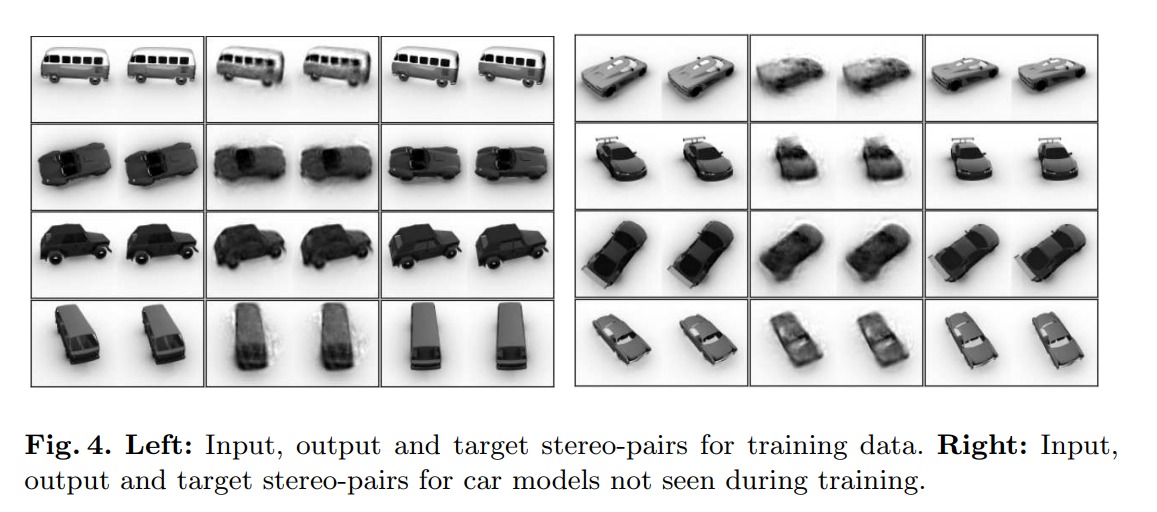 Fig. 4. Left: Input, output and target stereo-pairs for training data. Right: Input,
output and target stereo-pairs for car models not seen during training.